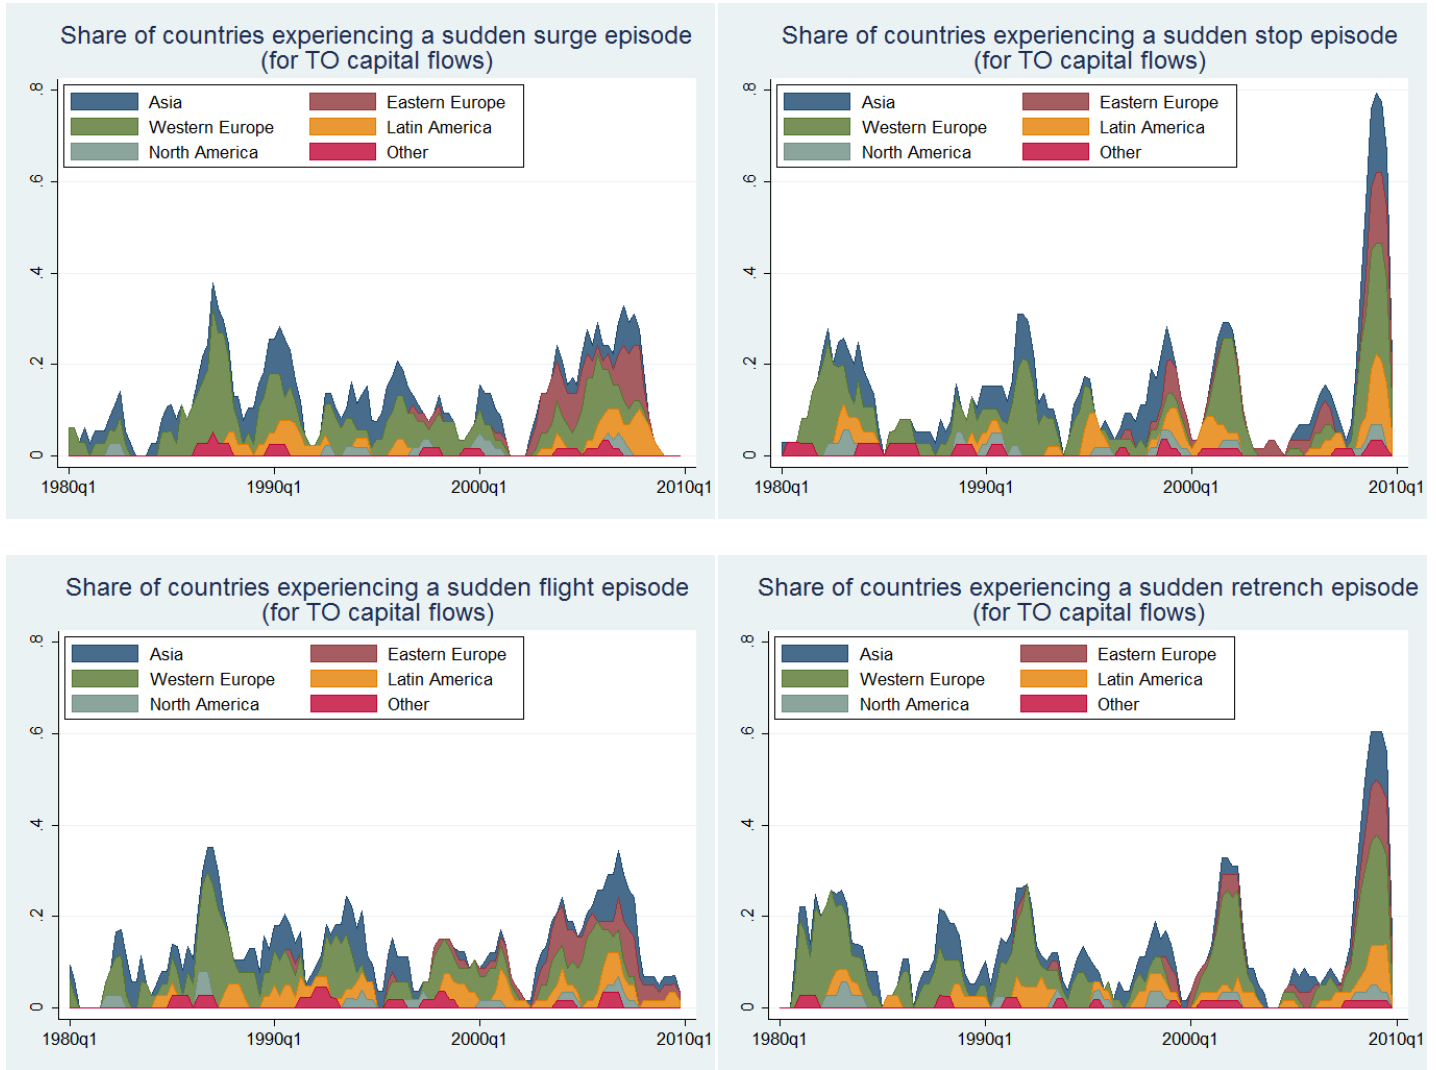 Share of countries experiencing a sudden surge episode
(for TO capital flows)
Asia
Eastern Europe
Western Europe
Latin America
North America
Other
.8
.6
.4
.2
0
1980q1
1990q1
2000q1
2010q1
Share of countries experiencing a sudden stop episode
(for TO capital flows)
Asia
Eastern Europe
Western Europe
Latin America
North America
Other
.8
.6
.4
.2
0
1980q1
1990q1
2000q1
2010q1
Share of countries experiencing a sudden flight episode
(for TO capital flows)
Asia
Eastern Europe
Western Europe
Latin America
North America
Other
.8
.6
.4
.2
0
1980q1
1990q1
2000q1
2010q1
Share of countries experiencing a sudden retrench episode
(for TO capital flows)
Asia
Eastern Europe
Western Europe
Latin America
North America
Other
.8
.6
.4
.2
0
1980q1
1990q1
2000q1
2010q1